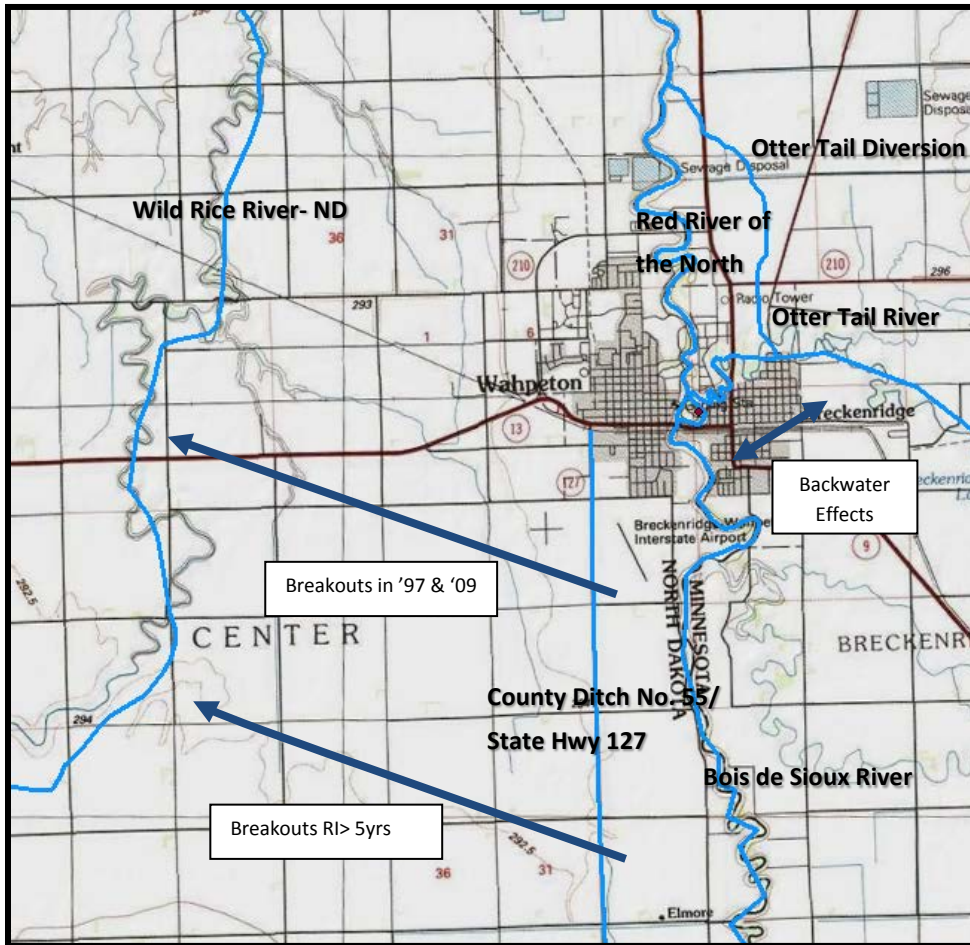 Sewage
Disposal
Otter Tail Diversion
Sewage Disposal
Wild Rice River- ND
36
31
Red River of
the North
210
210
296
293
Radio Tower
1
6
Otter Tail River
Wahpeton
13
Breckenridge
127
Backwater
Effects
Breckenridge Wahpe
Interstate Airport
9
292.5
Breakouts in '97 & '09
MINNESOTA
NORTH DAKOTA
CENTER
BRECKENR
294
County Ditch No. 55/
State Hwy 127
Bois de Sioux River
Breakouts RI> 5yrs
292.5
36
31
Elmore